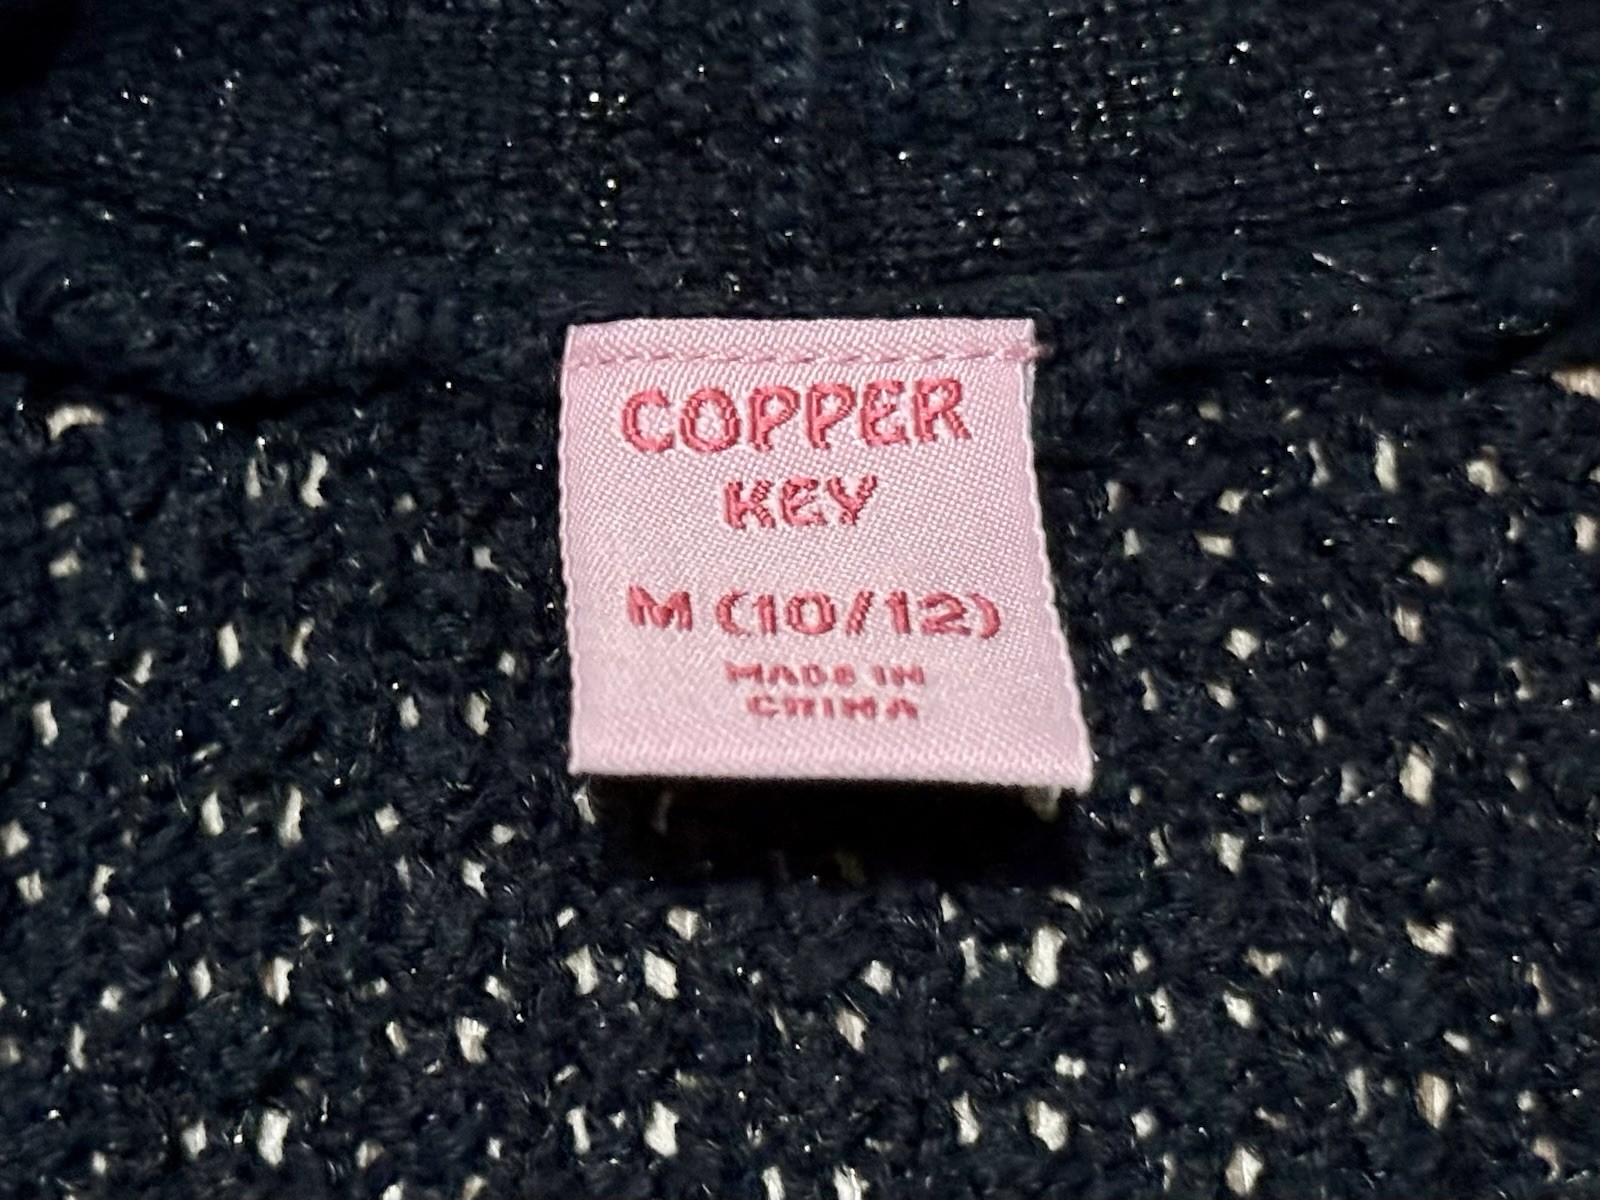 COPPER
KEY
M (10/12)
MADE IN
CHINA